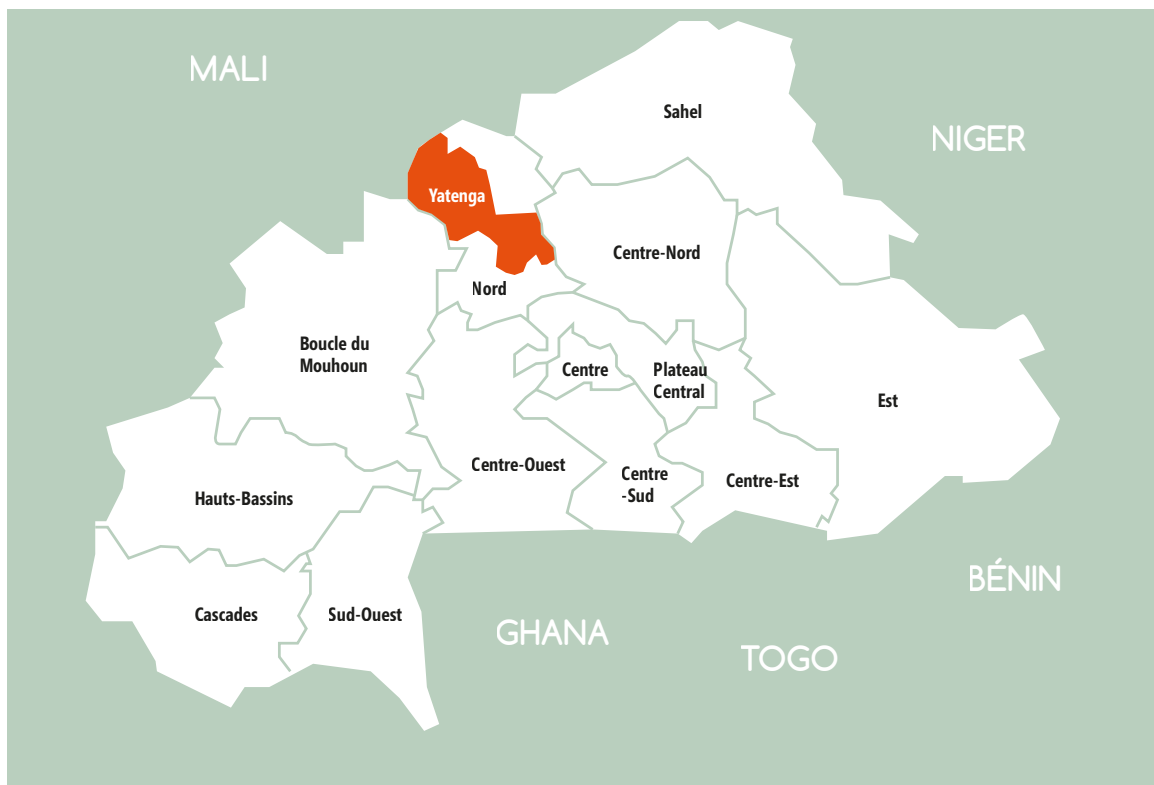 MALI
Sahel
NIGER
Yatenga
Centre-Nord
Nord
Boucle du
Mouhoun
Centre
Plateau
Central
Est
Centre-Ouest
Centre
-Sud
Centre-Est
Hauts-Bassins
BÉNIN
Cascades
Sud-Ouest
GHANA
TOGO